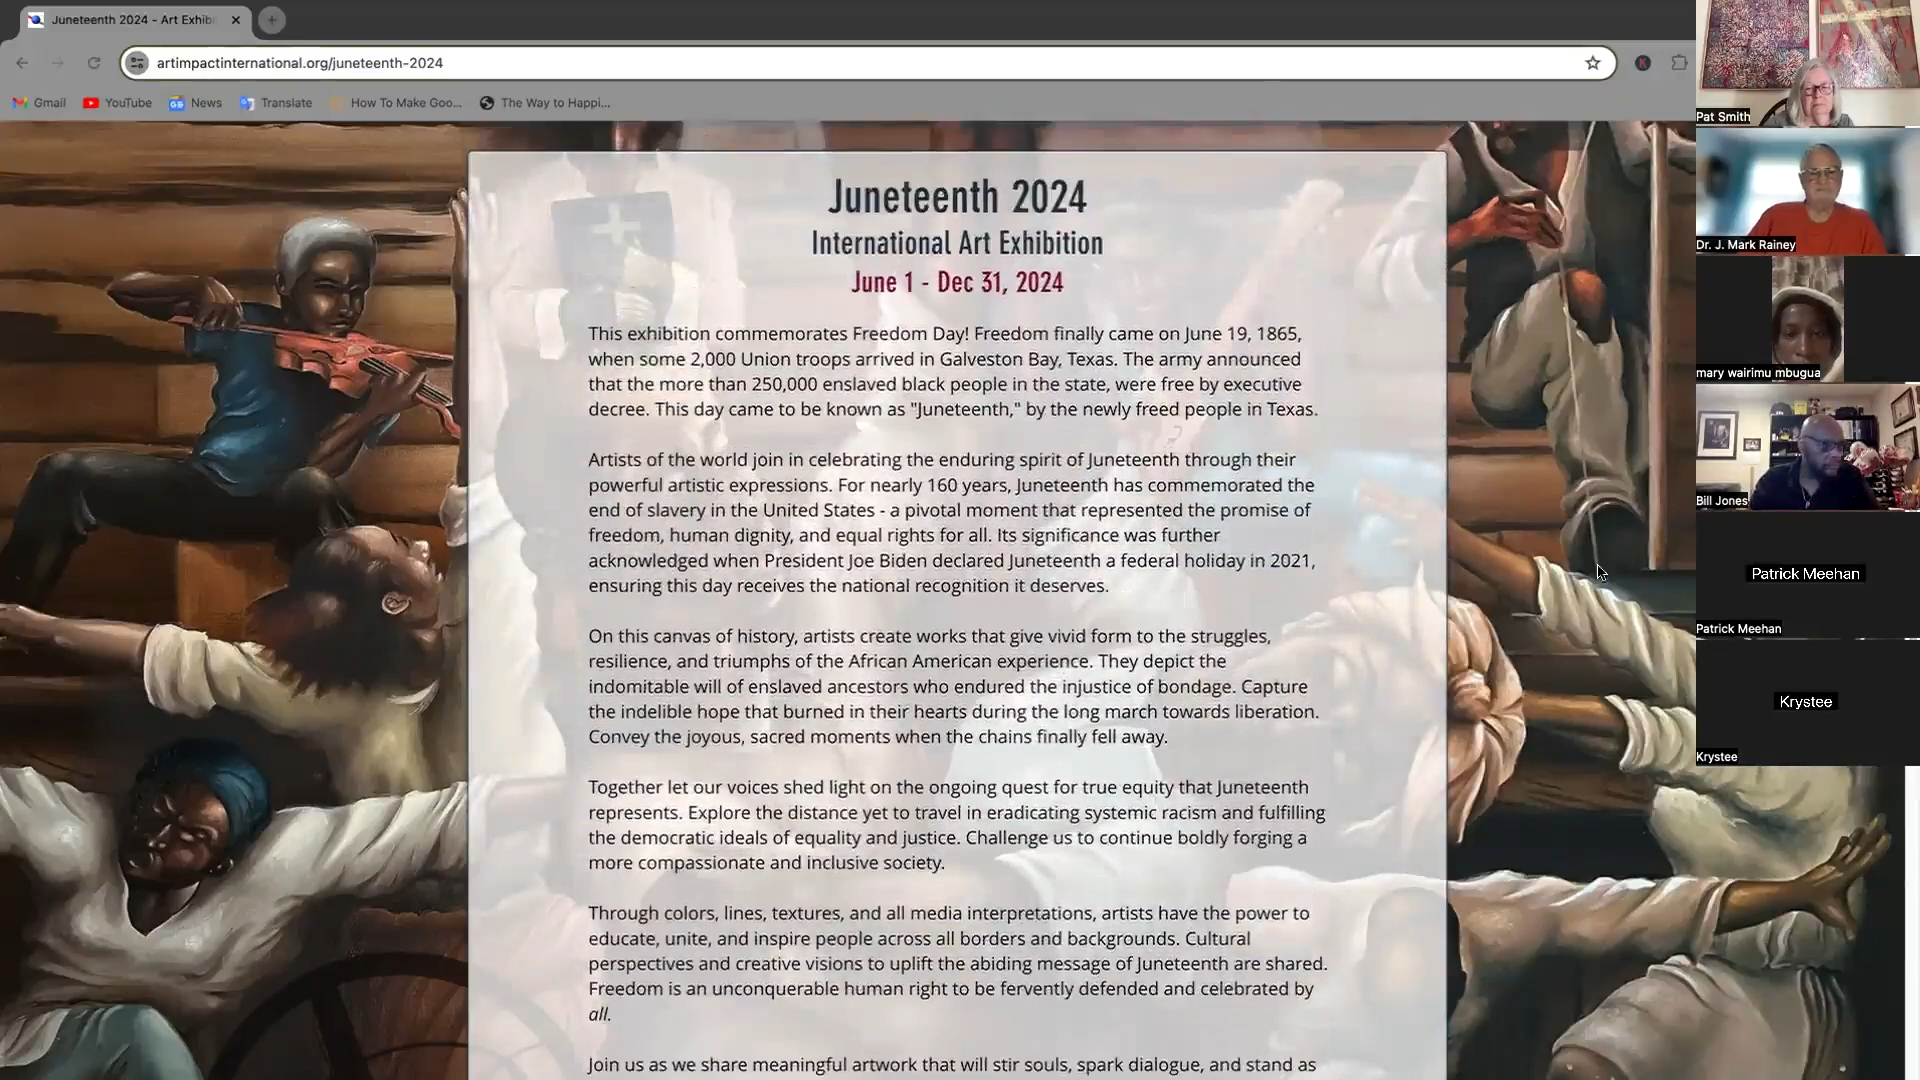 Juneteenth 2024 - Art Exhib
artimpactinternational.org/juneteenth-2024
K
Gmail
YouTube
News
Translate
How To Make Goo...
The Way to Happi...
Juneteenth 2024
International Art Exhibition
June 1 - Dec 31, 2024
This exhibition commemorates Freedom Day! Freedom finally came on June 19, 1865,
when some 2,000 Union troops arrived in Galveston Bay, Texas. The army announced
that the more than 250,000 enslaved black people in the state, were free by executive
decree. This day came to be known as "Juneteenth," by the newly freed people in Texas.
Artists of the world join in celebrating the enduring spirit of Juneteenth through their
powerful artistic expressions. For nearly 160 years, Juneteenth has commemorated the
end of slavery in the United States - a pivotal moment that represented the promise of
freedom, human dignity, and equal rights for all. Its significance was further
acknowledged when President Joe Biden declared Juneteenth a federal holiday in 2021,
ensuring this day receives the national recognition it deserves.
On this canvas of history, artists create works that give vivid form to the struggles,
resilience, and triumphs of the African American experience. They depict the
indomitable will of enslaved ancestors who endured the injustice of bondage. Capture
the indelible hope that burned in their hearts during the long march towards liberation.
Convey the joyous, sacred moments when the chains finally fell away.
Together let our voices shed light on the ongoing quest for true equity that Juneteenth
represents. Explore the distance yet to travel in eradicating systemic racism and fulfilling
the democratic ideals of equality and justice. Challenge us to continue boldly forging a
more compassionate and inclusive society.
Through colors, lines, textures, and all media interpretations, artists have the power to
educate, unite, and inspire people across all borders and backgrounds. Cultural
perspectives and creative visions to uplift the abiding message of Juneteenth are shared.
Freedom is an unconquerable human right to be fervently defended and celebrated by
all.
Join us as we share meaningful artwork that will stir souls, spark dialogue, and stand as
Pat Smith
Dr. J. Mark Rainey
mary wairimu mbugua
Bill Jones
Patrick Meehan
Patrick Meehan
Krystee
Krystee